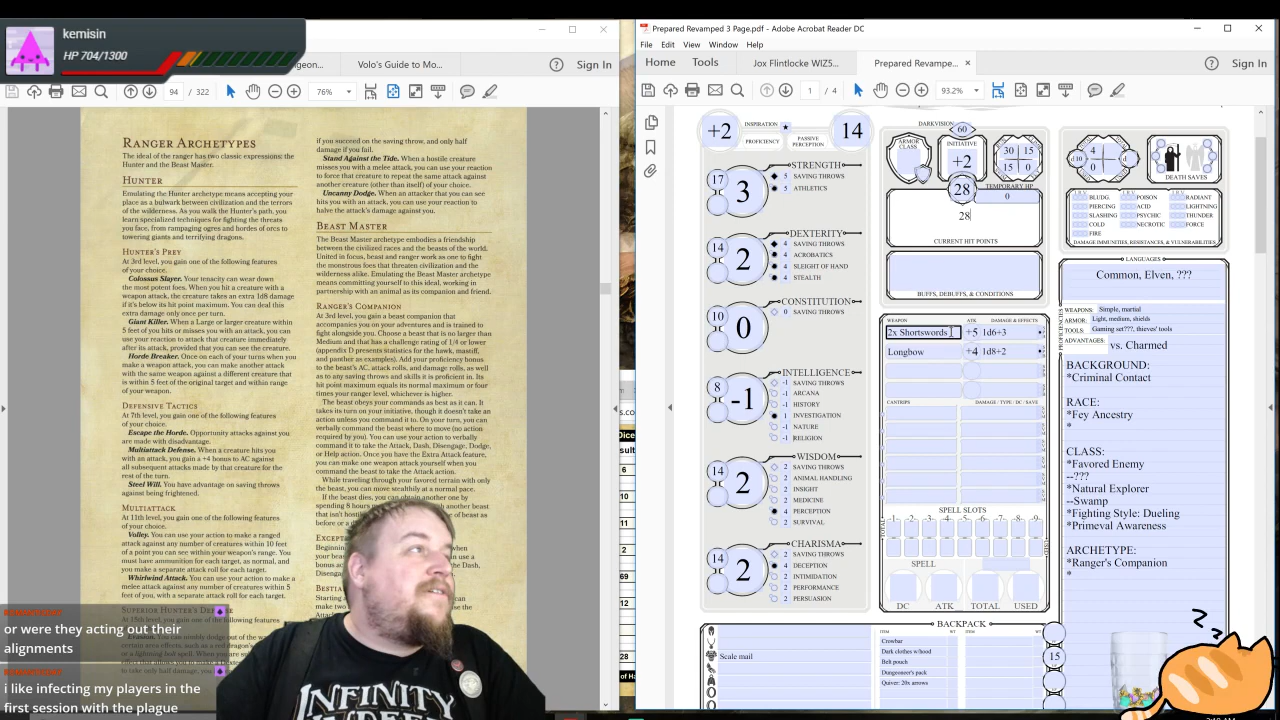 kemisin
HP 704/1300
geon...
Volo's Guide to Mo...
Sign In
94 / 322
76%
RANGER ARCHETYPES
The ideal of the ranger has two classic expressions: the
Hunter and the Beast Master.
HUNTER
Emulating the Hunter archetype means accepting
your place as a bulwark between civilization and the terrors
of the wilderness. As you walk the Hunter's path, you
learn specialized techniques for fighting the threats
you face, from rampaging ogres and hordes of orcs to
towering giants and terrifying dragons.
HUNTER'S PREY
At 3rd level, you gain one of the following features
of your choice.
Colossus Slayer. Your tenacity can wear down
the most potent foes. When you hit a creature with a
weapon attack, the creature takes an extra 1d8 damage
if it's below its hit point maximum. You can deal this
extra damage only once per turn.
Giant Killer. When a Large or larger creature within
5 feet of you hits or misses you with an attack, you can
use your reaction to attack that creature immediately
after its attack, provided that you can see the creature.
Horde Breaker. Once on each of your turns when you
make a weapon attack, you can make another attack
with the same weapon against a different creature that
is within 5 feet of the original target and within range
of your weapon.
DEFENSIVE TACTICS
At 7th level, you gain one of the following features
of your choice.
Escape the Horde. Opportunity attacks against you
are made with disadvantage.
Multiattack Defense. When a creature hits you
with an attack, you gain a +4 bonus to AC against
all subsequent attacks made by that creature for the
rest of the turn.
Steel Will. You have advantage on saving throws
against being frightened.
MULTIATTACK
At 11th level, you gain one of the following features
of your choice.
Volley. You can use your action to make a ranged
attack against any number of creatures within 10 feet
of a point you can see within your weapon's range. You
must have ammunition for each target, as normal, and
you make a separate attack roll for each target.
Whirlwind Attack. You can use your action to make a
melee attack against any number of creatures within 5
feet of you, with a separate attack roll for each target.
SUPERIOR HUNTER'S DEFENSE
or were they acting out their
alignments
i like infecting my players in the
first session with the plague
if you succeed on the saving throw, and only half
damage if you fail.
Stand Against the Tide. When a hostile creature
misses you with a melee attack, you can use your reaction
to force that creature to repeat the same attack against
another creature (other than itself) of your choice.
Uncanny Dodge. When an attacker that you can see
hits you with an attack, you can use your reaction to
halve the attack's damage against you.
BEAST MASTER
The Beast Master archetype embodies a friendship
between the civilized races and the beasts of the world.
United in focus, beast and ranger work as one to fight
the monstrous foes that threaten civilization and the
wilderness alike. Emulating the Beast Master archetype
means committing yourself to this ideal, working in
partnership with an animal as its companion and friend.
RANGER'S COMPANION
At 3rd level, you gain a beast companion that
accompanies you on your adventures and is trained to
fight alongside you. Choose a beast that is no larger than
Medium and that has a challenge rating of 1/4 or lower
(appendix D presents statistics for the hawk, mastiff,
and panther as examples). Add your proficiency bonus
to the beast's AC, attack rolls, and damage rolls, as well
as to any saving throws and skills it is proficient in. Its
hit point maximum equals its normal maximum or four
times your ranger level, whichever is higher.
The beast obeys your commands as best as it can. It
takes its turn on your initiative, though it doesn't take an
action unless you command it to. On your turn, you can
verbally command the beast where to move (no action
required by you). You can use your action to verbally
command it to take the Attack, Dash, Disengage, Dodge,
or Help action. Once you have the Extra Attack feature,
you can make one weapon attack yourself when you
command the beast to take the Attack action.
While traveling through your favored terrain with only
the beast, you can move stealthily at a normal pace.
If the beast dies, you can obtain another one by
spending 8 hours
INFINITY
Prepared Revamped 3 Page.pdf - Adobe Acrobat Reader DC
File Edit View Window Help
Home Tools Jox Flintlocke WIZ5... Prepared Revampe... × Sign In
1 / 4
93.2%
+2 INSPIRATION PROFICIENCY PASSIVE PERCEPTION 14
STRENGTH
17 3
5 SAVING THROWS
5 ATHLETICS
DEXTERITY
14 2
4 SAVING THROWS
4 ACROBATICS
4 SLEIGHT OF HAND
4 STEALTH
CONSTITUTION
10 0
0 SAVING THROWS
INTELLIGENCE
8 -1
-1 SAVING THROWS
-1 ARCANA
-1 HISTORY
1 INVESTIGATION
-1 NATURE
-1 RELIGION
WISDOM
14 2
2 SAVING THROWS
2 ANIMAL HANDLING
2 INSIGHT
2 MEDICINE
4 PERCEPTION
2 SURVIVAL
CHARISMA
14 2
2 SAVING THROWS
4 DECEPTION
2 INTIMIDATION
2 PERFORMANCE
2 PERSUASION
DARKVISION
60
ARMOR CLASS
INITIATIVE
+2
30 15
15 0
28
TEMPORARY HP
0
28
CURRENT HIT POINTS
BUFFS, DEBUFFS, & CONDITIONS
WEAPON ATK DAMAGE & EFFECTS
2x Shortswords +5 1d6+3
Longbow +4 1d8+2
CANTRIPS DAMAGE / TYPE / DC / SAVE
SPELL SLOTS
1 2 3 4 5 6 7 8 9
TOTAL
SPELL
DC ATK TOTAL USED
d10 4 0 d
DEATH SAVES
BLUDG. POISON RADIANT
PIERCING ACID LIGHTNING
SLASHING PSYCHIC THUNDER
COLD NECROTIC FORCE
FIRE
DAMAGE IMMUNITIES, RESISTANCES, & VULNERABILITIES
LANGUAGES
Common, Elven, ???
PROFICIENCIES
WEAPONS: Simple, martial
ARMOR: Light, medium, shields
TOOLS: Gaming set???, thieves' tools
ADVANTAGES: vs. Charmed
BACKGROUND:
*Criminal Contact
RACE:
*Fey Ancestry
*
CLASS:
*Favored Enemy
--???
*Natural Explorer
--Swamp
*Fighting Style: Dueling
*Primeval Awareness
ARCHETYPE:
*Ranger's Companion
*
BACKPACK
ITEM WT ITEM WT
Scale mail
Crowbar
Dark clothes w/hood
Belt pouch
Dungeoneer's pack
Quiver: 20x arrows
15
z z z